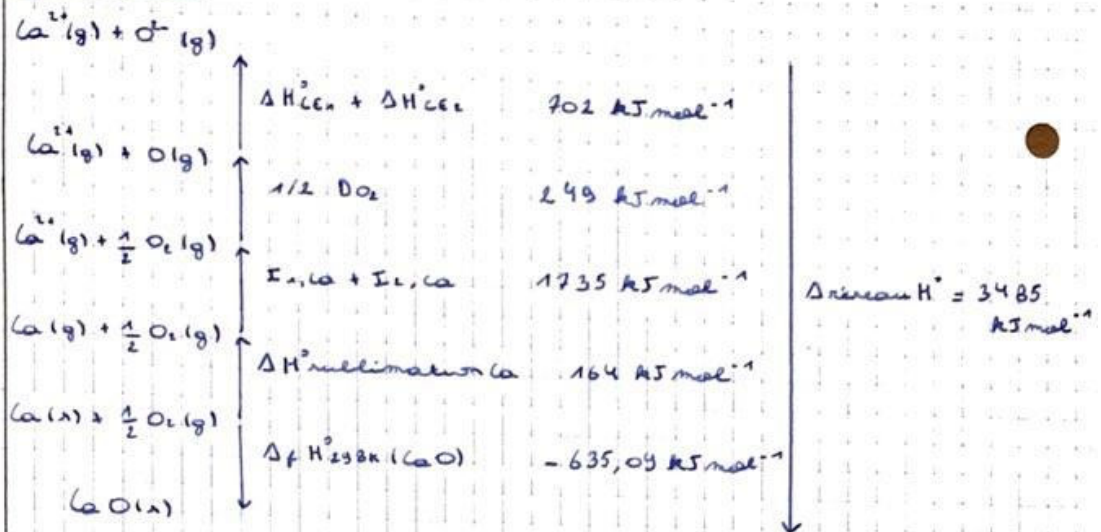 Ca²⁺(g) + O²⁻(g)
ΔH°CE1 + ΔH°CE2 702 kJ.mol⁻¹
Ca²⁺(g) + O(g)
1/2 DO₂ 249 kJ.mol⁻¹
Ca²⁺(g) + 1/2 O₂(g)
I1,Ca + I2,Ca 1735 kJ mol⁻¹
ΔréseauH° = 3485 kJ mol⁻¹
Ca(g) + 1/2 O₂(g)
ΔH°sublimation Ca 164 kJ mol⁻¹
Ca(s) + 1/2 O₂(g)
ΔfH°298K(CaO) -635,09 kJ mol⁻¹
CaO(s)